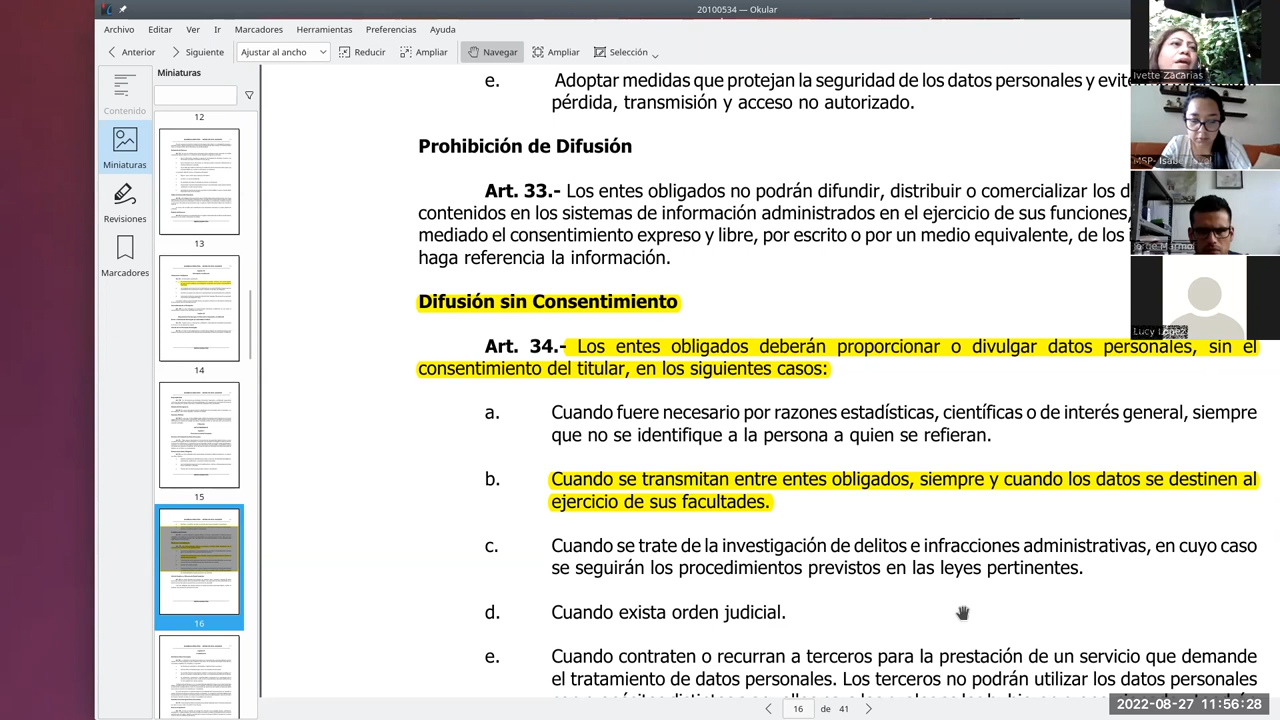 20100534 — Okular
Archivo Editar Ver Ir Marcadores Herramientas Preferencias Ayuda
Anterior Siguiente Ajustar al ancho Reducir Ampliar Navegar Ampliar Selección
Contenido
Miniaturas
Revisiones
Marcadores
Miniaturas
12
13
14
15
16
e. Adoptar medidas que protejan la seguridad de los datos personales y
pérdida, transmisión y acceso no autorizado.
Prohibición de Difusión
Art. 33.- Los entes obligados no podrán difundir, distribuir o comercializar los
contenidos en los sistemas de información administrados en el ejercicio de sus funciones,
mediado el consentimiento expreso y libre, por escrito o por un medio equivalente, de los
haga referencia la información.
Difusión sin Consentimiento
Art. 34.- Los entes obligados deberán proporcionar o divulgar datos personales, sin el
consentimiento del titular, en los siguientes casos:
a. Cuando fuere necesario por razones estadísticas, científicas o de interés general, siempre
que no se identifique a la persona a quien se refieran.
b. Cuando se transmitan entre entes obligados, siempre y cuando los datos se destinen al
ejercicio de sus facultades.
c. Cuando se trate de la investigación de delitos e infracciones administrativas, en cuyo caso
se seguirán los procedimientos previstos en las leyes pertinentes.
d. Cuando exista orden judicial.
e. Cuando contraten o recurran a terceros para la prestación de un servicio que demande
el tratamiento de datos personales. Los terceros no podrán utilizar los datos personales
Ivette Zacarias
MSP- Isabel
Jorge Marmol
Lucy López
de 41
2022-08-27 11:56:28